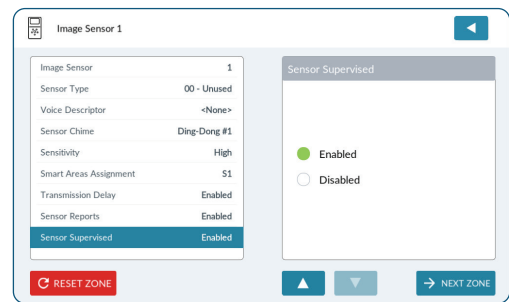 Image Sensor 1
Image Sensor 1
Sensor Type 00 - Unused
Voice Descriptor <None>
Sensor Chime Ding-Dong #1
Sensitivity High
Smart Areas Assignment S1
Transmission Delay Enabled
Sensor Reports Enabled
Sensor Supervised Enabled
Sensor Supervised
Enabled
Disabled
RESET ZONE
NEXT ZONE